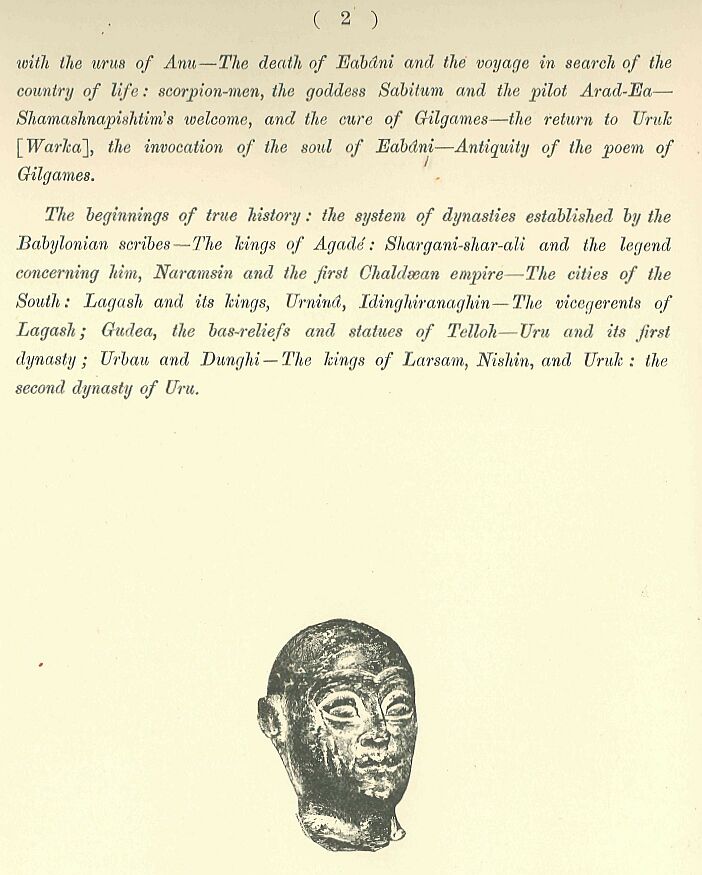 ( 2 )
with the urus of Anu—The death of Eabâni and the voyage in search of the
country of life: scorpion-men, the goddess Sabitum and the pilot Arad-Ea—
Shamashnapishtim's welcome, and the cure of Gilgames—the return to Uruk
[Warka], the invocation of the soul of Eabâni—Antiquity of the poem of
Gilgames.
The beginnings of true history: the system of dynasties established by the
Babylonian scribes—The kings of Agadé: Shargani-shar-ali and the legend
concerning him, Naramsin and the first Chaldæan empire—The cities of the
South: Lagash and its kings, Urninâ, Idinghiranaghin—The vicegerents of
Lagash; Gudea, the bas-reliefs and statues of Telloh—Uru and its first
dynasty; Urbau and Dunghi—The kings of Larsam, Nishin, and Uruk: the
second dynasty of Uru.